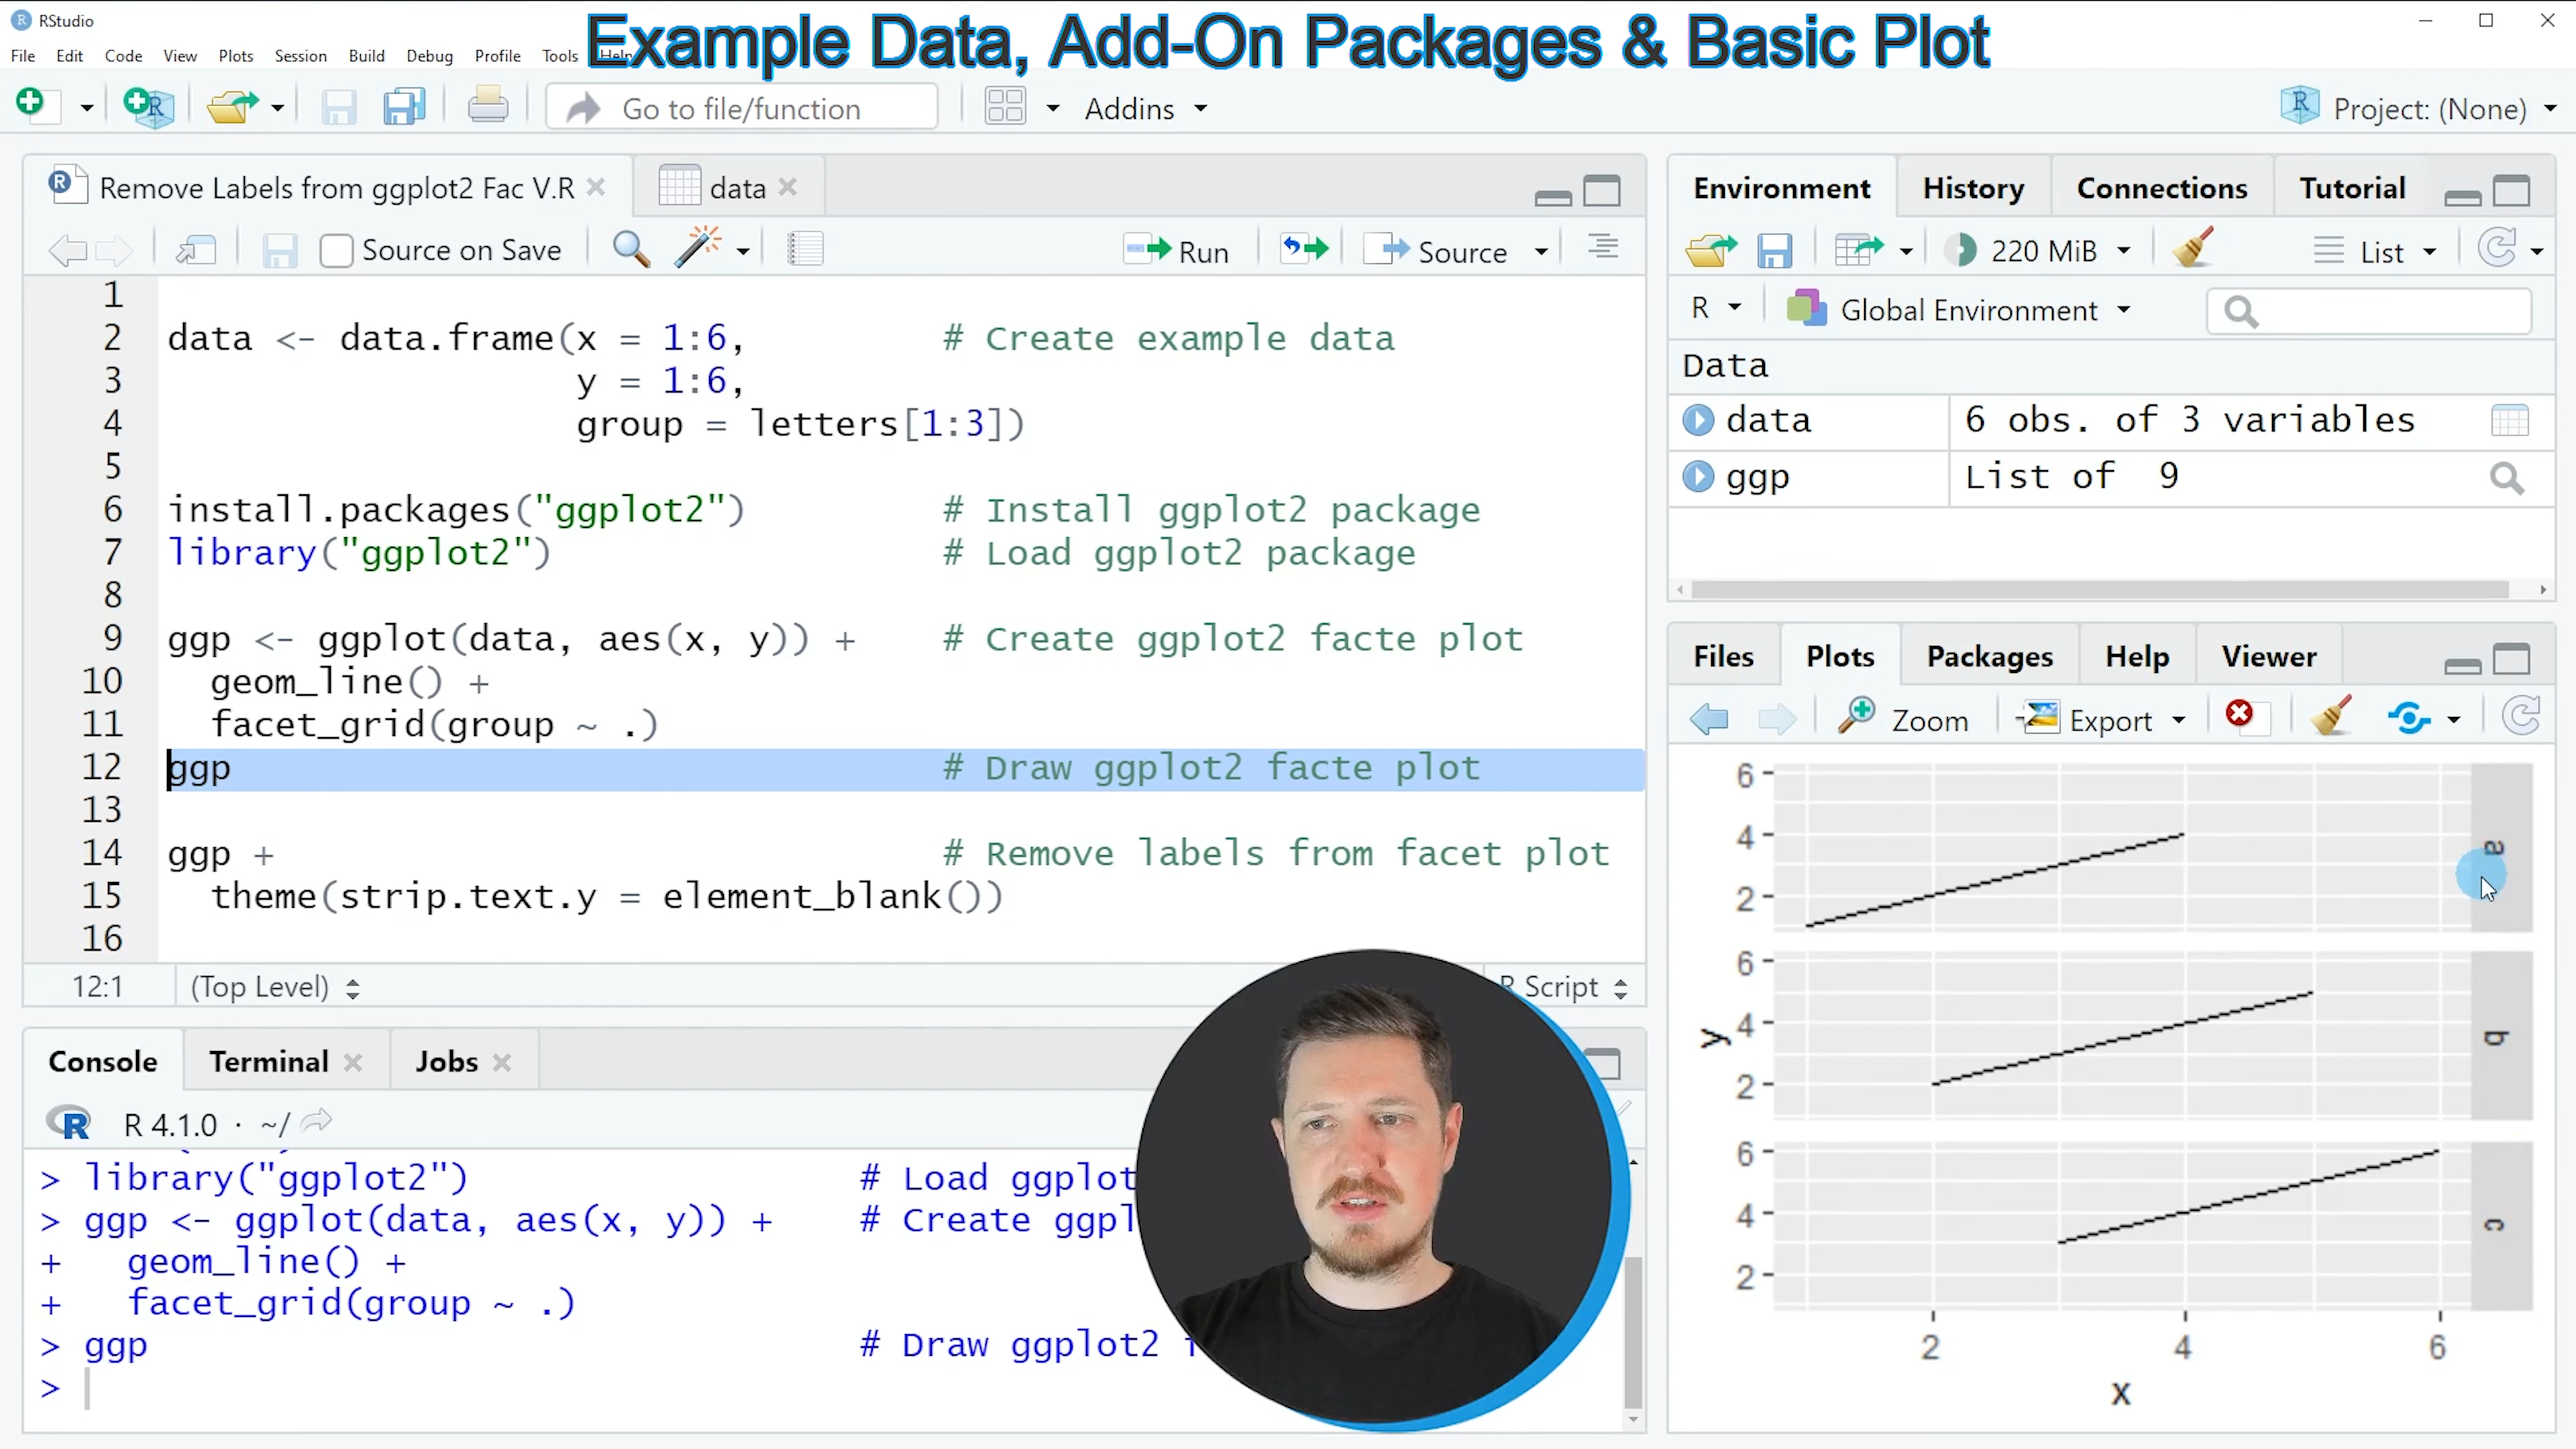 RStudio
Example Data, Add-On Packages & Basic Plot
File Edit Code View Plots Session Build Debug Profile Tools Help
Go to file/function
Addins
Project: (None)
Remove Labels from ggplot2 Fac V.R
data
Source on Save
Run
Source
1
2 data <- data.frame(x = 1:6, # Create example data
3 y = 1:6,
4 group = letters[1:3])
5
6 install.packages("ggplot2") # Install ggplot2 package
7 library("ggplot2") # Load ggplot2 package
8
9 ggp <- ggplot(data, aes(x, y)) + # Create ggplot2 facte plot
10 geom_line() +
11 facet_grid(group ~ .)
12 ggp # Draw ggplot2 facte plot
13
14 ggp + # Remove labels from facet plot
15 theme(strip.text.y = element_blank())
16
12:1 (Top Level) R Script
Console Terminal Jobs
R 4.1.0 · ~/
> library("ggplot2") # Load ggplot
> ggp <- ggplot(data, aes(x, y)) + # Create ggpl
+ geom_line() +
+ facet_grid(group ~ .)
> ggp # Draw ggplot2
>
Environment History Connections Tutorial
220 MiB List
R Global Environment
Data
data 6 obs. of 3 variables
ggp List of 9
Files Plots Packages Help Viewer
Zoom Export
6
4
2
a
6
4
2
b
y
6
4
2
c
2 4 6
x